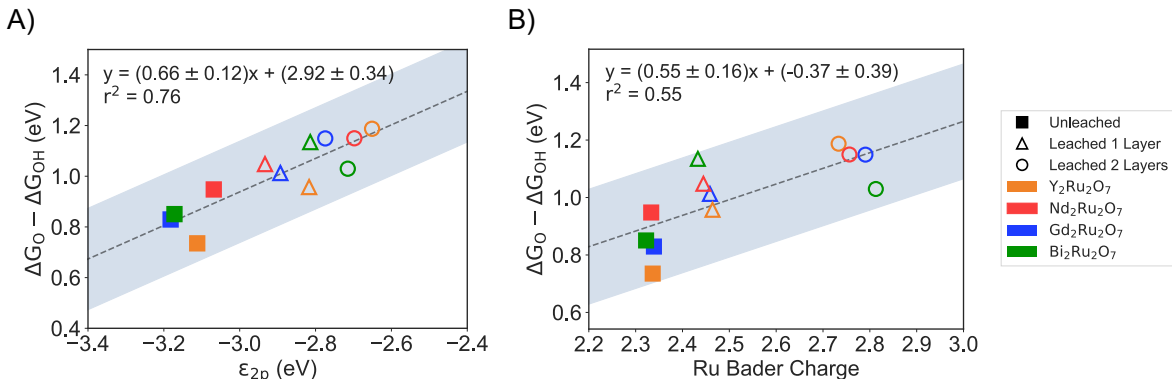 A)
y = (0.66 ± 0.12)x + (2.92 ± 0.34)
r² = 0.76
ΔG_O − ΔG_OH (eV)
1.4
1.2
1.0
0.8
0.6
0.4
−3.4 −3.2 −3.0 −2.8 −2.6 −2.4
ε_2p (eV)
B)
y = (0.55 ± 0.16)x + (-0.37 ± 0.39)
r² = 0.55
ΔG_O − ΔG_OH (eV)
1.4
1.2
1.0
0.8
0.6
2.2 2.3 2.4 2.5 2.6 2.7 2.8 2.9 3.0
Ru Bader Charge
Unleached
Leached 1 Layer
Leached 2 Layers
Y₂Ru₂O₇
Nd₂Ru₂O₇
Gd₂Ru₂O₇
Bi₂Ru₂O₇